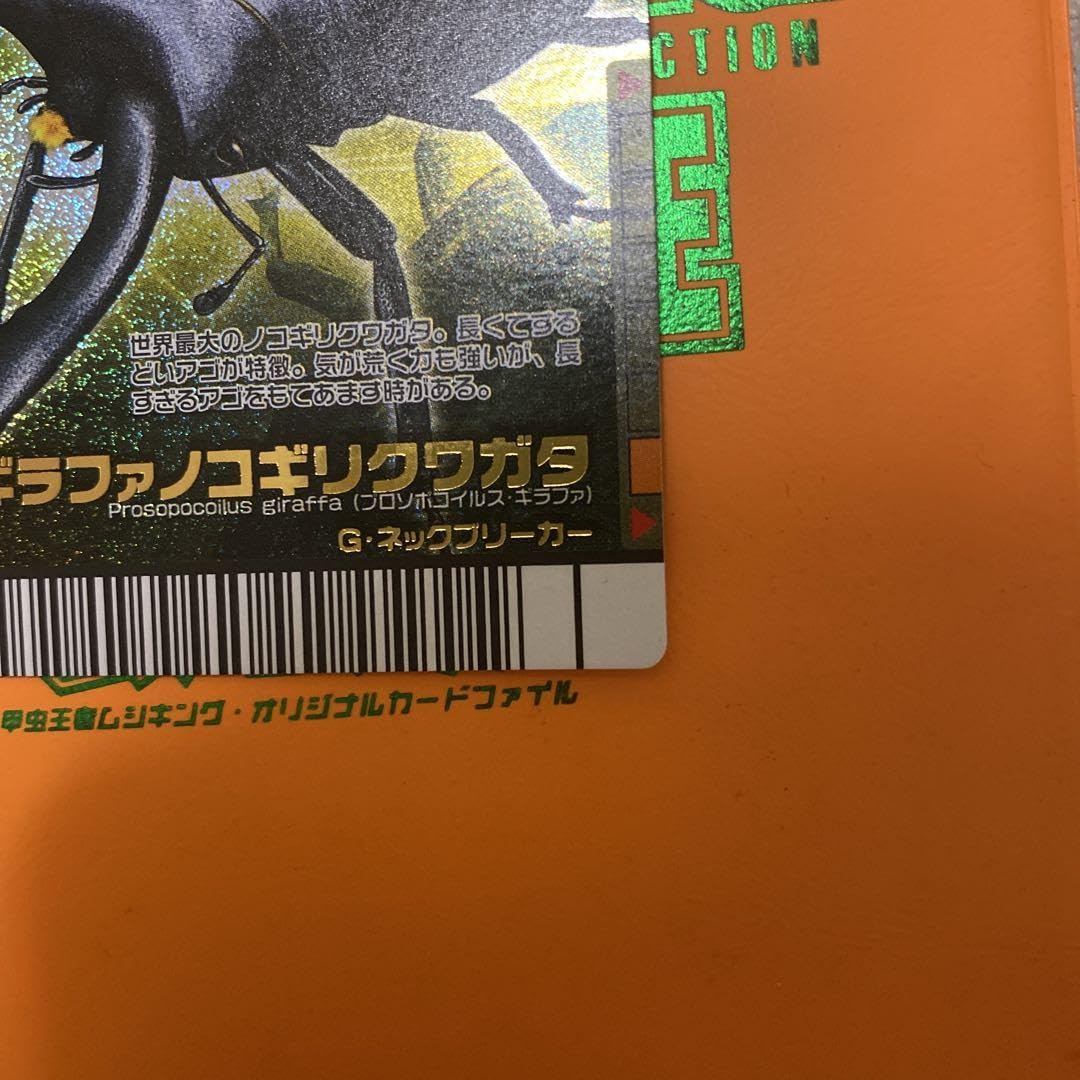 CTION
E
世界最大のノコギリクワガタ。長くてする
どいアゴが特徴。気が荒く力も強いが、長
すぎるアゴをもてあます時がある。
ギラファノコギリクワガタ
Prosopocoilus giraffa (プロソポコイルス・ギラファ)
G・ネックブリーカー
甲虫王者ムシキング・オリジナルカードファイル